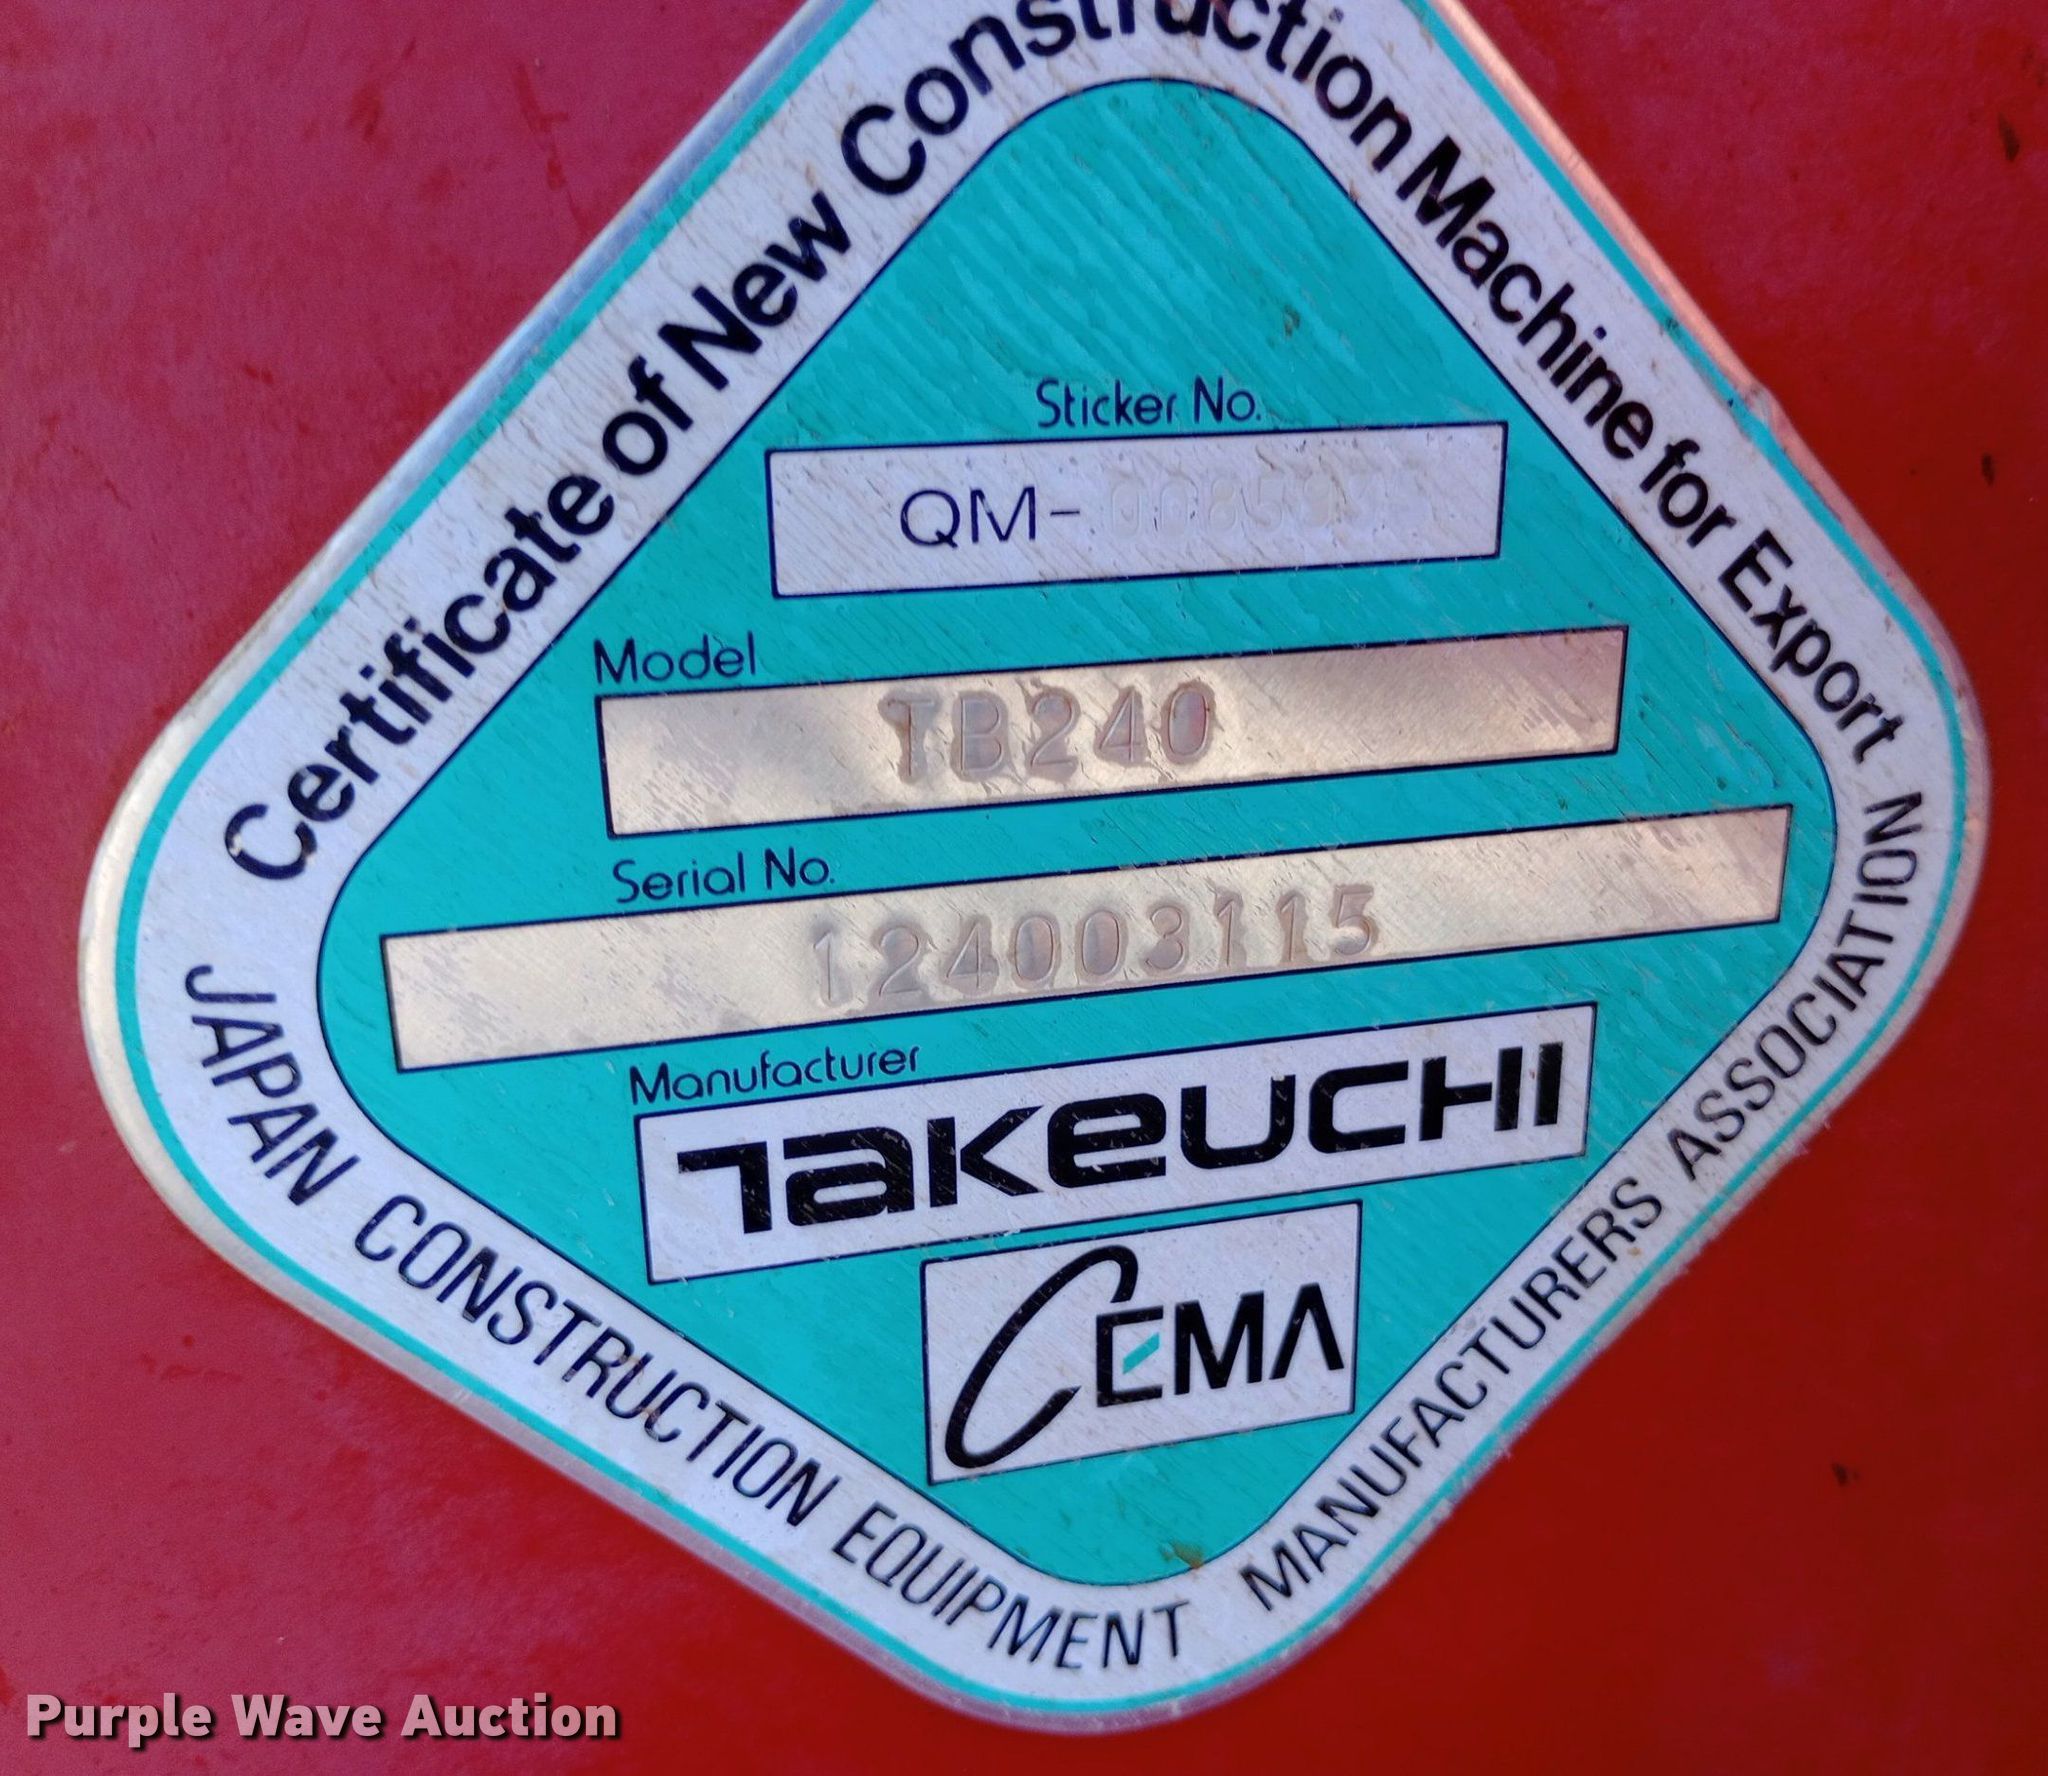 Certificate of New Construction Machine for Export
Sticker No.
QM-
Model
TB240
Serial No.
124003115
Manufacturer
TAKEUCHI
CEMA
JAPAN CONSTRUCTION EQUIPMENT MANUFACTURERS ASSOCIATION
Purple Wave Auction